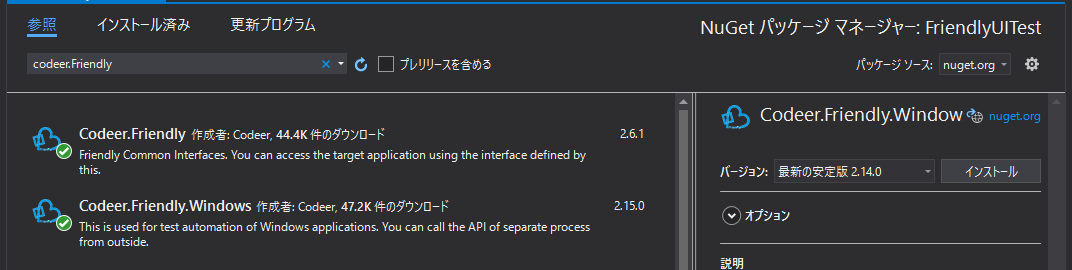 参照 インストール済み 更新プログラム NuGet パッケージ マネージャー: FriendlyUITest
codeer.Friendly プレリリースを含める パッケージ ソース: nuget.org
Codeer.Friendly 作成者: Codeer, 44.4K 件のダウンロード 2.6.1
Friendly Common Interfaces. You can access the target application using the interface defined by
this.
Codeer.Friendly.Windows 作成者: Codeer, 47.2K 件のダウンロード 2.15.0
This is used for test automation of Windows applications. You can call the API of separate process
from outside.
Codeer.Friendly.Window nuget.org
バージョン: 最新の安定版 2.14.0 インストール
オプション
説明